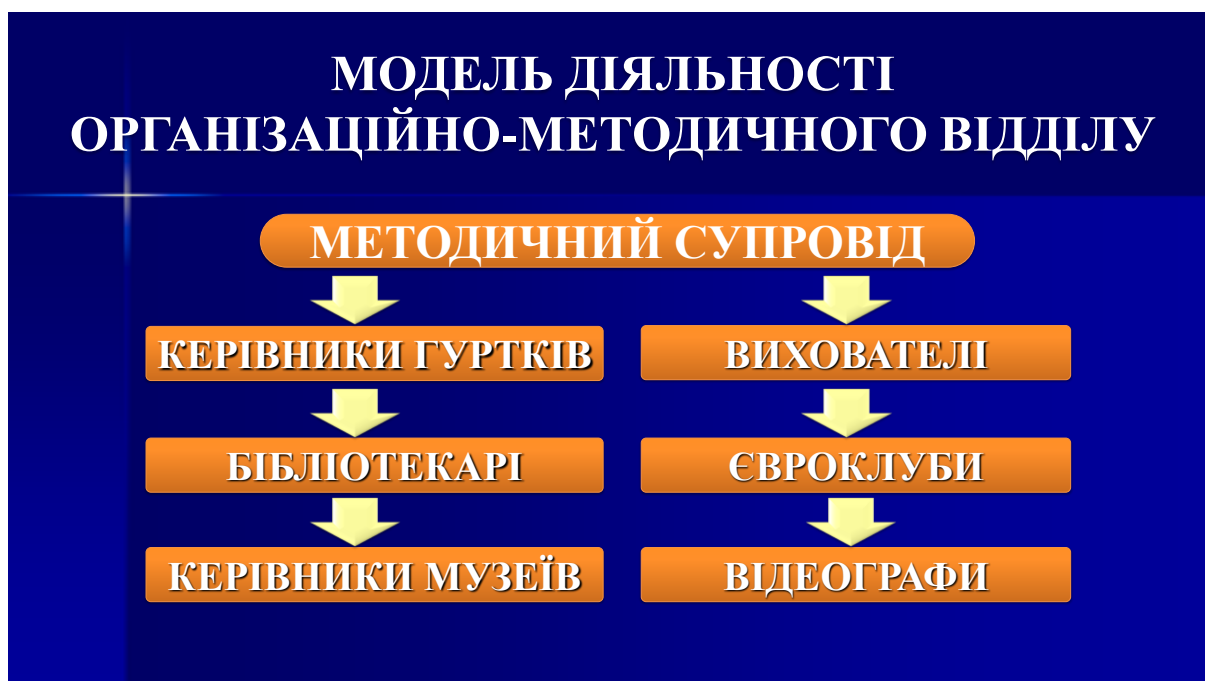 МОДЕЛЬ ДІЯЛЬНОСТІ
ОРГАНІЗАЦІЙНО-МЕТОДИЧНОГО ВІДДІЛУ
МЕТОДИЧНИЙ СУПРОВІД
КЕРІВНИКИ ГУРТКІВ
ВИХОВАТЕЛІ
БІБЛІОТЕКАРІ
ЄВРОКЛУБИ
КЕРІВНИКИ МУЗЕЇВ
ВІДЕОГРАФИ